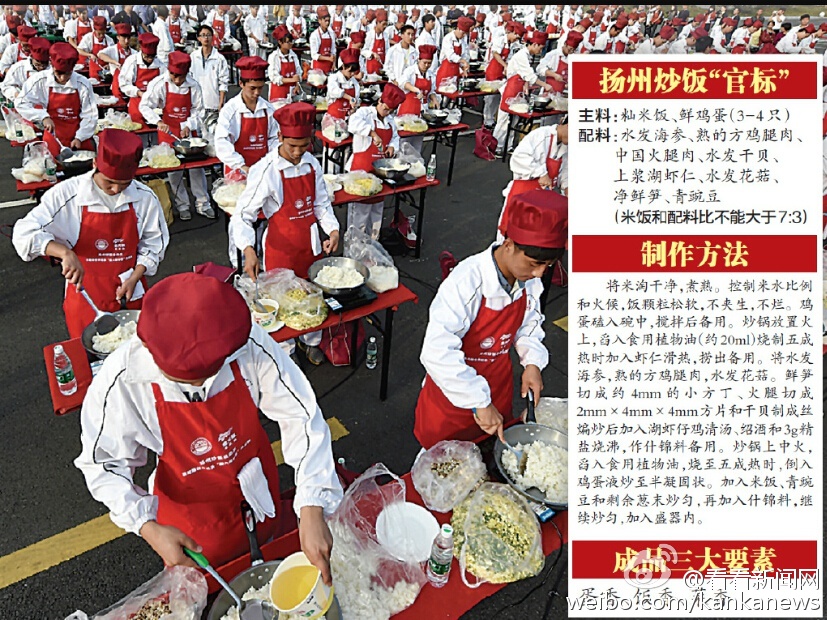 扬州炒饭“官标”
主料:籼米饭、鲜鸡蛋(3-4只)
配料:水发海参、熟的方鸡腿肉、
中国火腿肉、水发干贝、
上浆湖虾仁、水发花菇、
净鲜笋、青豌豆
(米饭和配料比不能大于7:3)
制作方法
将米淘干净,煮熟。控制米水比例
和火候,饭颗粒松软,不夹生,不烂。鸡
蛋磕入碗中,搅拌后备用。炒锅放置火
上,舀入食用植物油(约20ml)烧制五成
热时加入虾仁滑热,捞出备用。将水发
海参,熟的方鸡腿肉,水发花菇。鲜笋
切成约4mm的小方丁、火腿切成
2mm×4mm×4mm方片和干贝制成丝
煸炒后加入湖虾仔鸡清汤、绍酒和3g精
盐烧沸,作什锦料备用。炒锅上中火,
舀入食用植物油,烧至五成热时,倒入
鸡蛋液炒至半凝固状。加入米饭、青豌
豆和剩余葱末炒匀,再加入什锦料,继
续炒匀,加入盛器内。
成品三大要素
@看看新闻网
weibo.com/kankanews